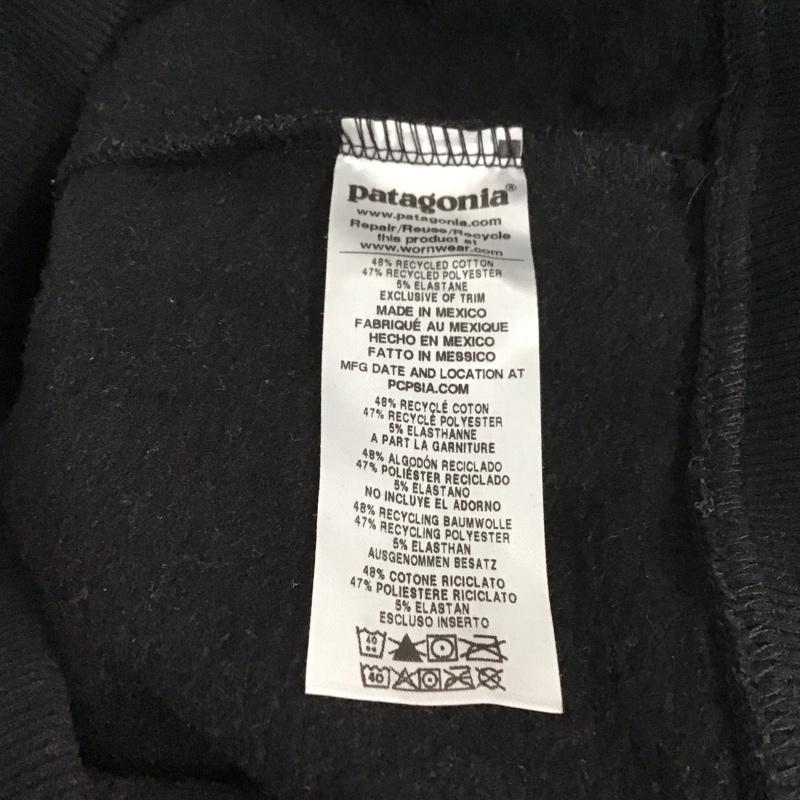 patagonia®
www.patagonia.com
Repair/Reuse/Recycle
this product at
www.wornwear.com
48% RECYCLED COTTON
47% RECYCLED POLYESTER
5% ELASTANE
EXCLUSIVE OF TRIM
MADE IN MEXICO
FABRIQUÉ AU MEXIQUE
HECHO EN MEXICO
FATTO IN MESSICO
MFG DATE AND LOCATION AT
PCPSIA.COM
48% RECYCLÉ COTON
47% RECYCLÉ POLYESTER
5% ELASTHANNE
A PART LA GARNITURE
48% ALGODÓN RECICLADO
47% POLIÉSTER RECICLADO
5% ELASTANO
NO INCLUYE EL ADORNO
48% RECYCLING BAUMWOLLE
47% RECYCLING POLYESTER
5% ELASTHAN
AUSGENOMMEN BESATZ
48% COTONE RICICLATO
47% POLIESTERE RICICLATO
5% ELASTAN
ESCLUSO INSERTO
40
40